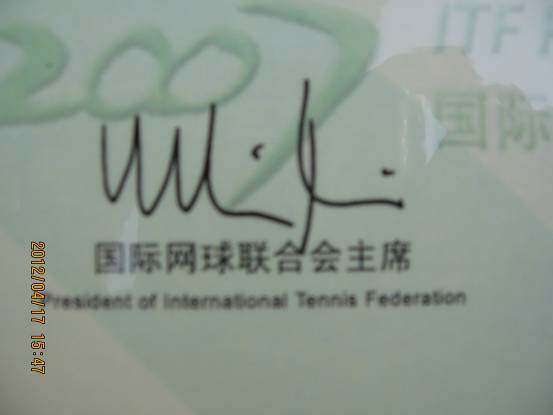 2007
ITF
国际
国际网球联合会主席
President of International Tennis Federation
2012/04/17 15:47